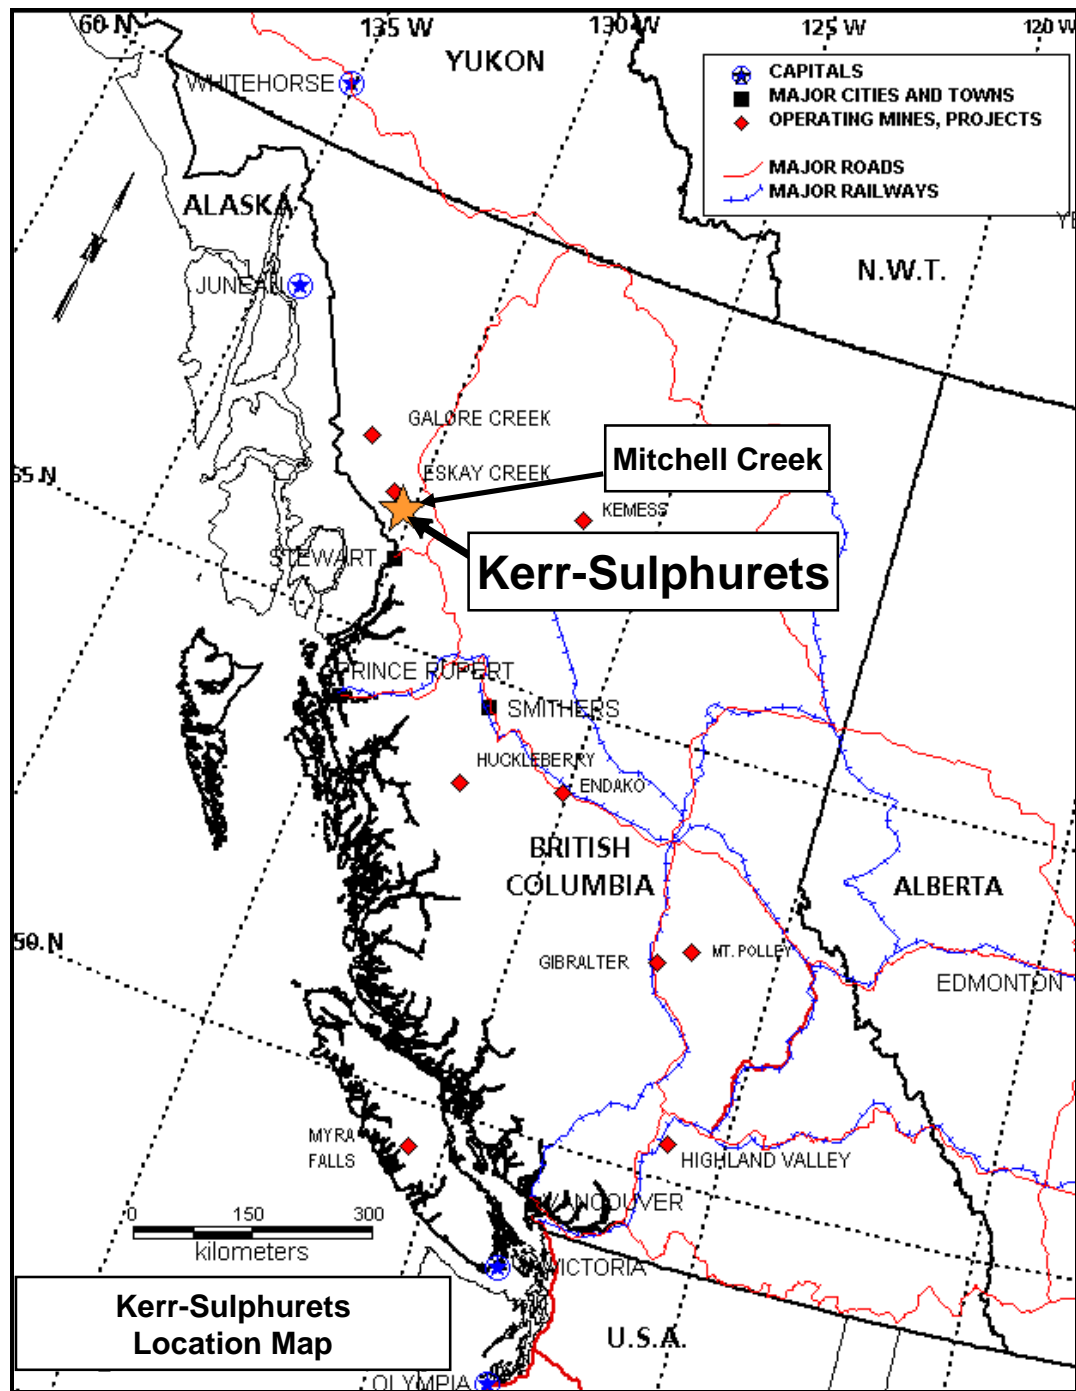 60 N
135 W
130 W
125 W
120 W
YUKON
CAPITALS
MAJOR CITIES AND TOWNS
OPERATING MINES, PROJECTS
MAJOR ROADS
MAJOR RAILWAYS
WHITEHORSE
ALASKA
N
N.W.T.
JUNEAU
GALORE CREEK
ESKAY CREEK
Mitchell Creek
KEMESS
STEWART
Kerr-Sulphurets
PRINCE RUPERT
SMITHERS
HUCKLEBERRY
ENDAKO
BRITISH
COLUMBIA
ALBERTA
50 N
GIBRALTER
MT. POLLEY
EDMONTON
MYRA
FALLS
HIGHLAND VALLEY
VANCOUVER
0 150 300
kilometers
VICTORIA
Kerr-Sulphurets
Location Map
U.S.A.
OLYMPIA